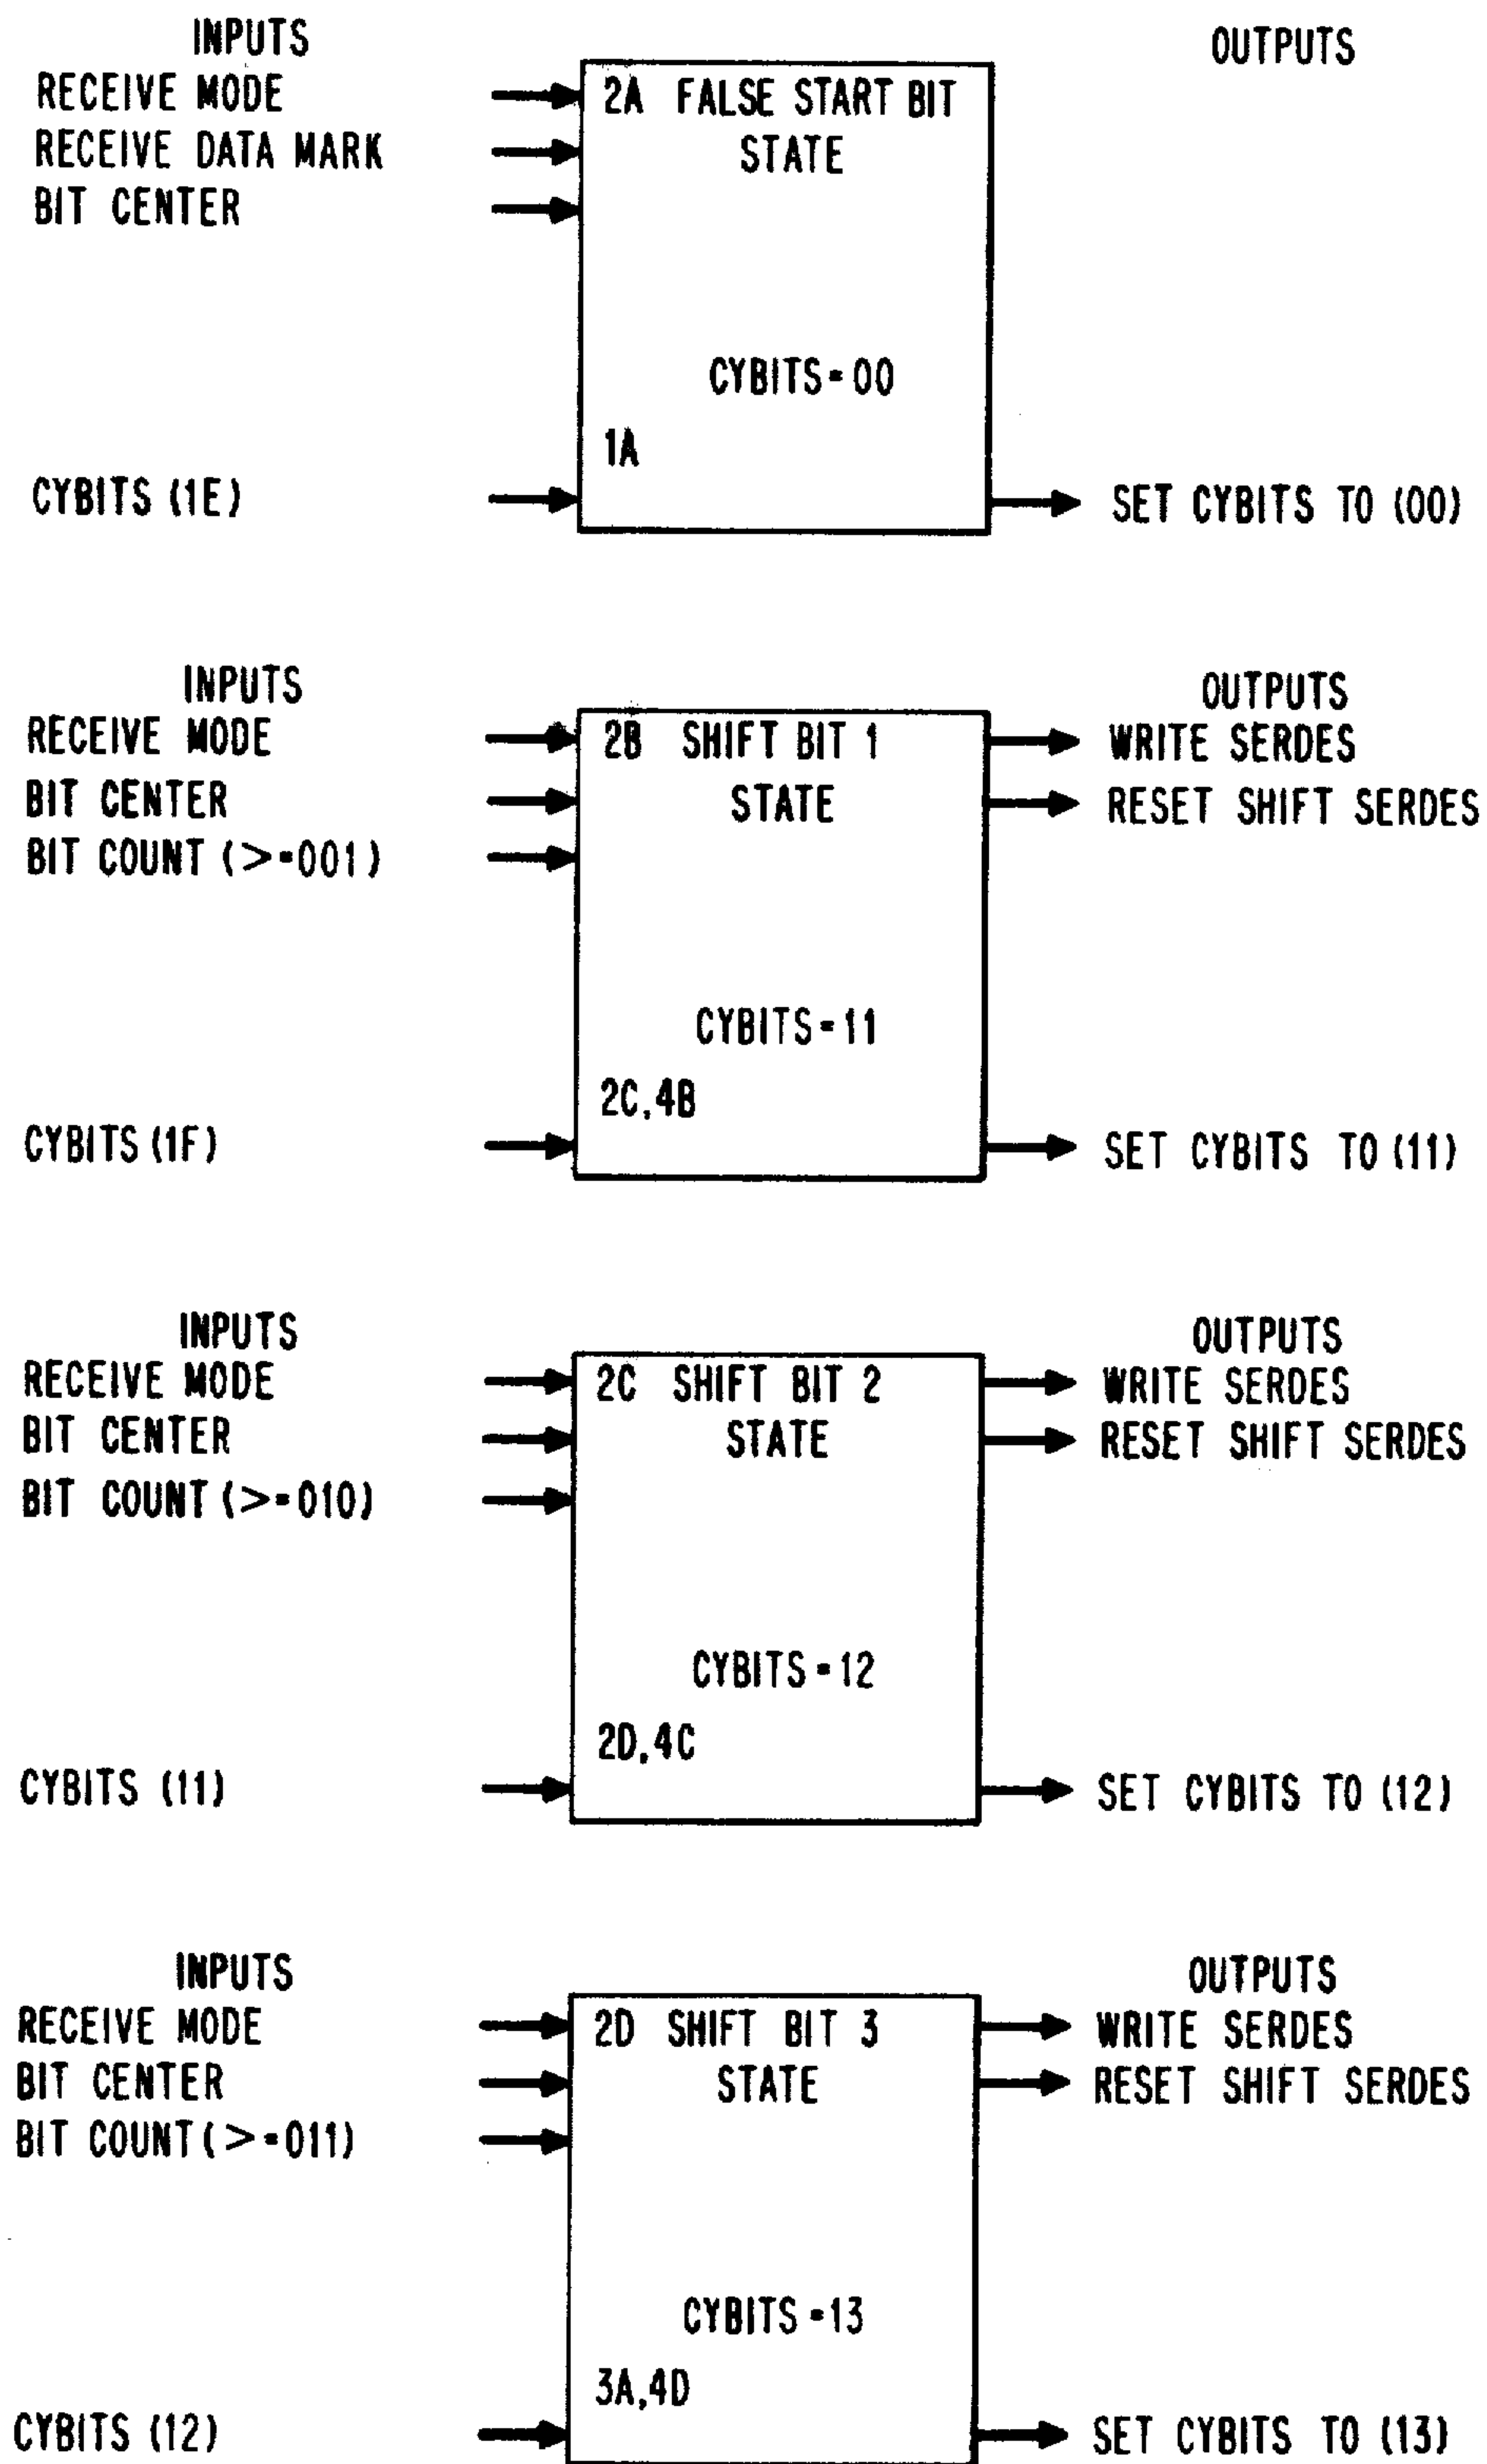 INPUTS OUTPUTS
RECEIVE MODE 2A FALSE START BIT
RECEIVE DATA MARK STATE
BIT CENTER
CYBITS=00
1A
CYBITS (1E) SET CYBITS TO (00)
INPUTS OUTPUTS
RECEIVE MODE 2B SHIFT BIT 1 WRITE SERDES
BIT CENTER STATE RESET SHIFT SERDES
BIT COUNT (>=001)
CYBITS=11
2C,4B
CYBITS (1F) SET CYBITS TO (11)
INPUTS OUTPUTS
RECEIVE MODE 2C SHIFT BIT 2 WRITE SERDES
BIT CENTER STATE RESET SHIFT SERDES
BIT COUNT (>=010)
CYBITS=12
2D,4C
CYBITS (11) SET CYBITS TO (12)
INPUTS OUTPUTS
RECEIVE MODE 2D SHIFT BIT 3 WRITE SERDES
BIT CENTER STATE RESET SHIFT SERDES
BIT COUNT (>=011)
CYBITS=13
3A,4D
CYBITS (12) SET CYBITS TO (13)